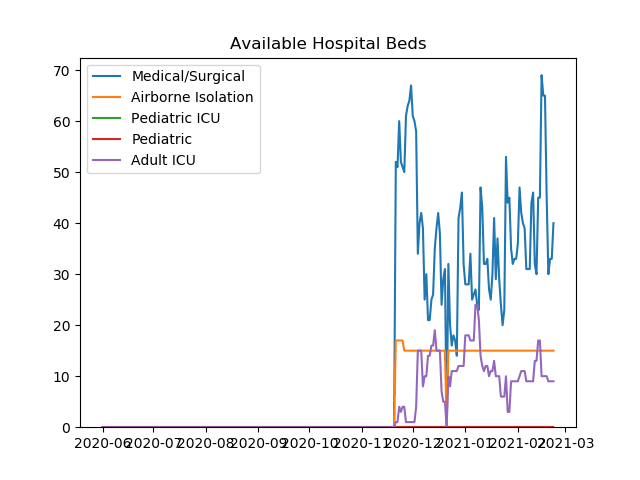 Available Hospital Beds
70
60
50
40
30
20
10
0
Medical/Surgical
Airborne Isolation
Pediatric ICU
Pediatric
Adult ICU
2020-06 2020-07 2020-08 2020-09 2020-10 2020-11 2020-12 2021-01 2021-02 2021-03